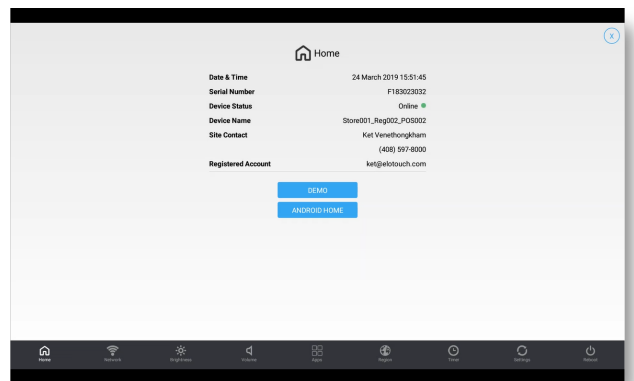 X
Home
Date & Time 24 March 2019 15:51:45
Serial Number F183023032
Device Status Online
Device Name Store001_Reg002_POS002
Site Contact Ket Venethongkham
(408) 597-8000
Registered Account ket@elotouch.com
DEMO
ANDROID HOME
Home Network Brightness Volume Apps Region Timer Settings Reboot